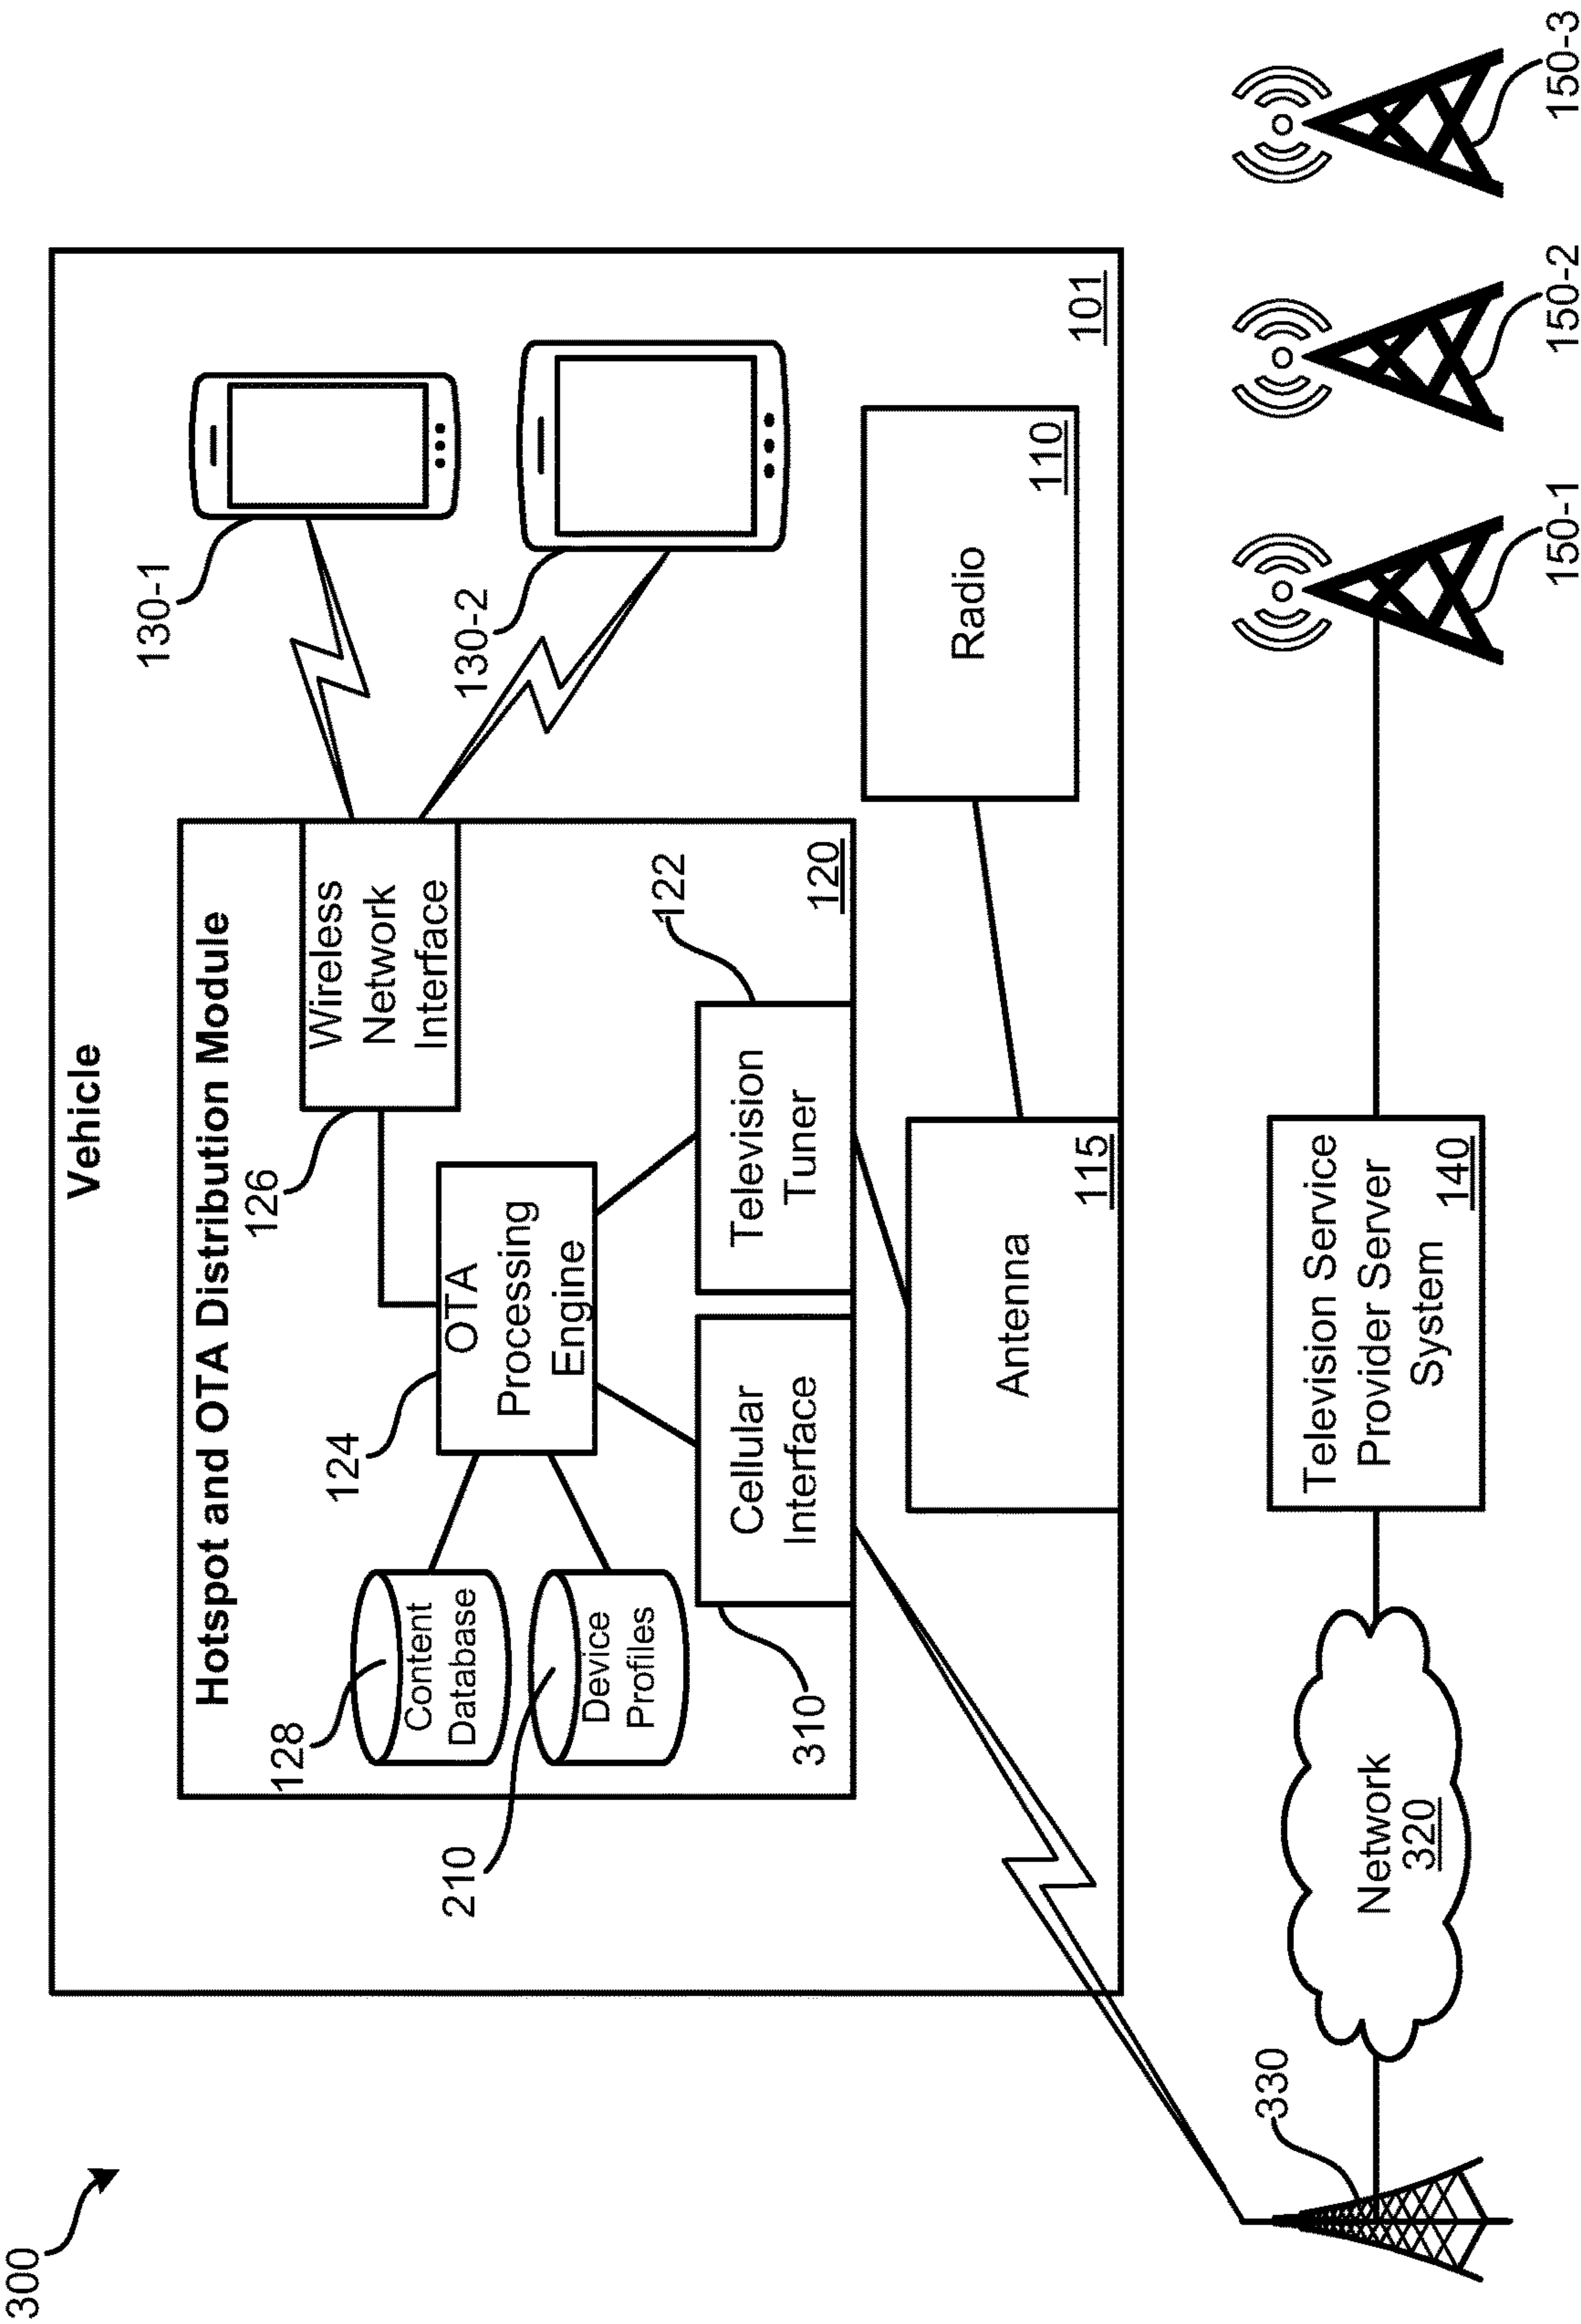 300
Vehicle
Hotspot and OTA Distribution Module
128
Content
Database
210
Device
Profiles
124
OTA
Processing
Engine
126
Wireless
Network
Interface
130-1
130-2
310
Cellular
Interface
Television
Tuner
122
120
Antenna
115
Radio
110
101
330
Network
320
Television Service
Provider Server
System
140
150-1
150-2
150-3